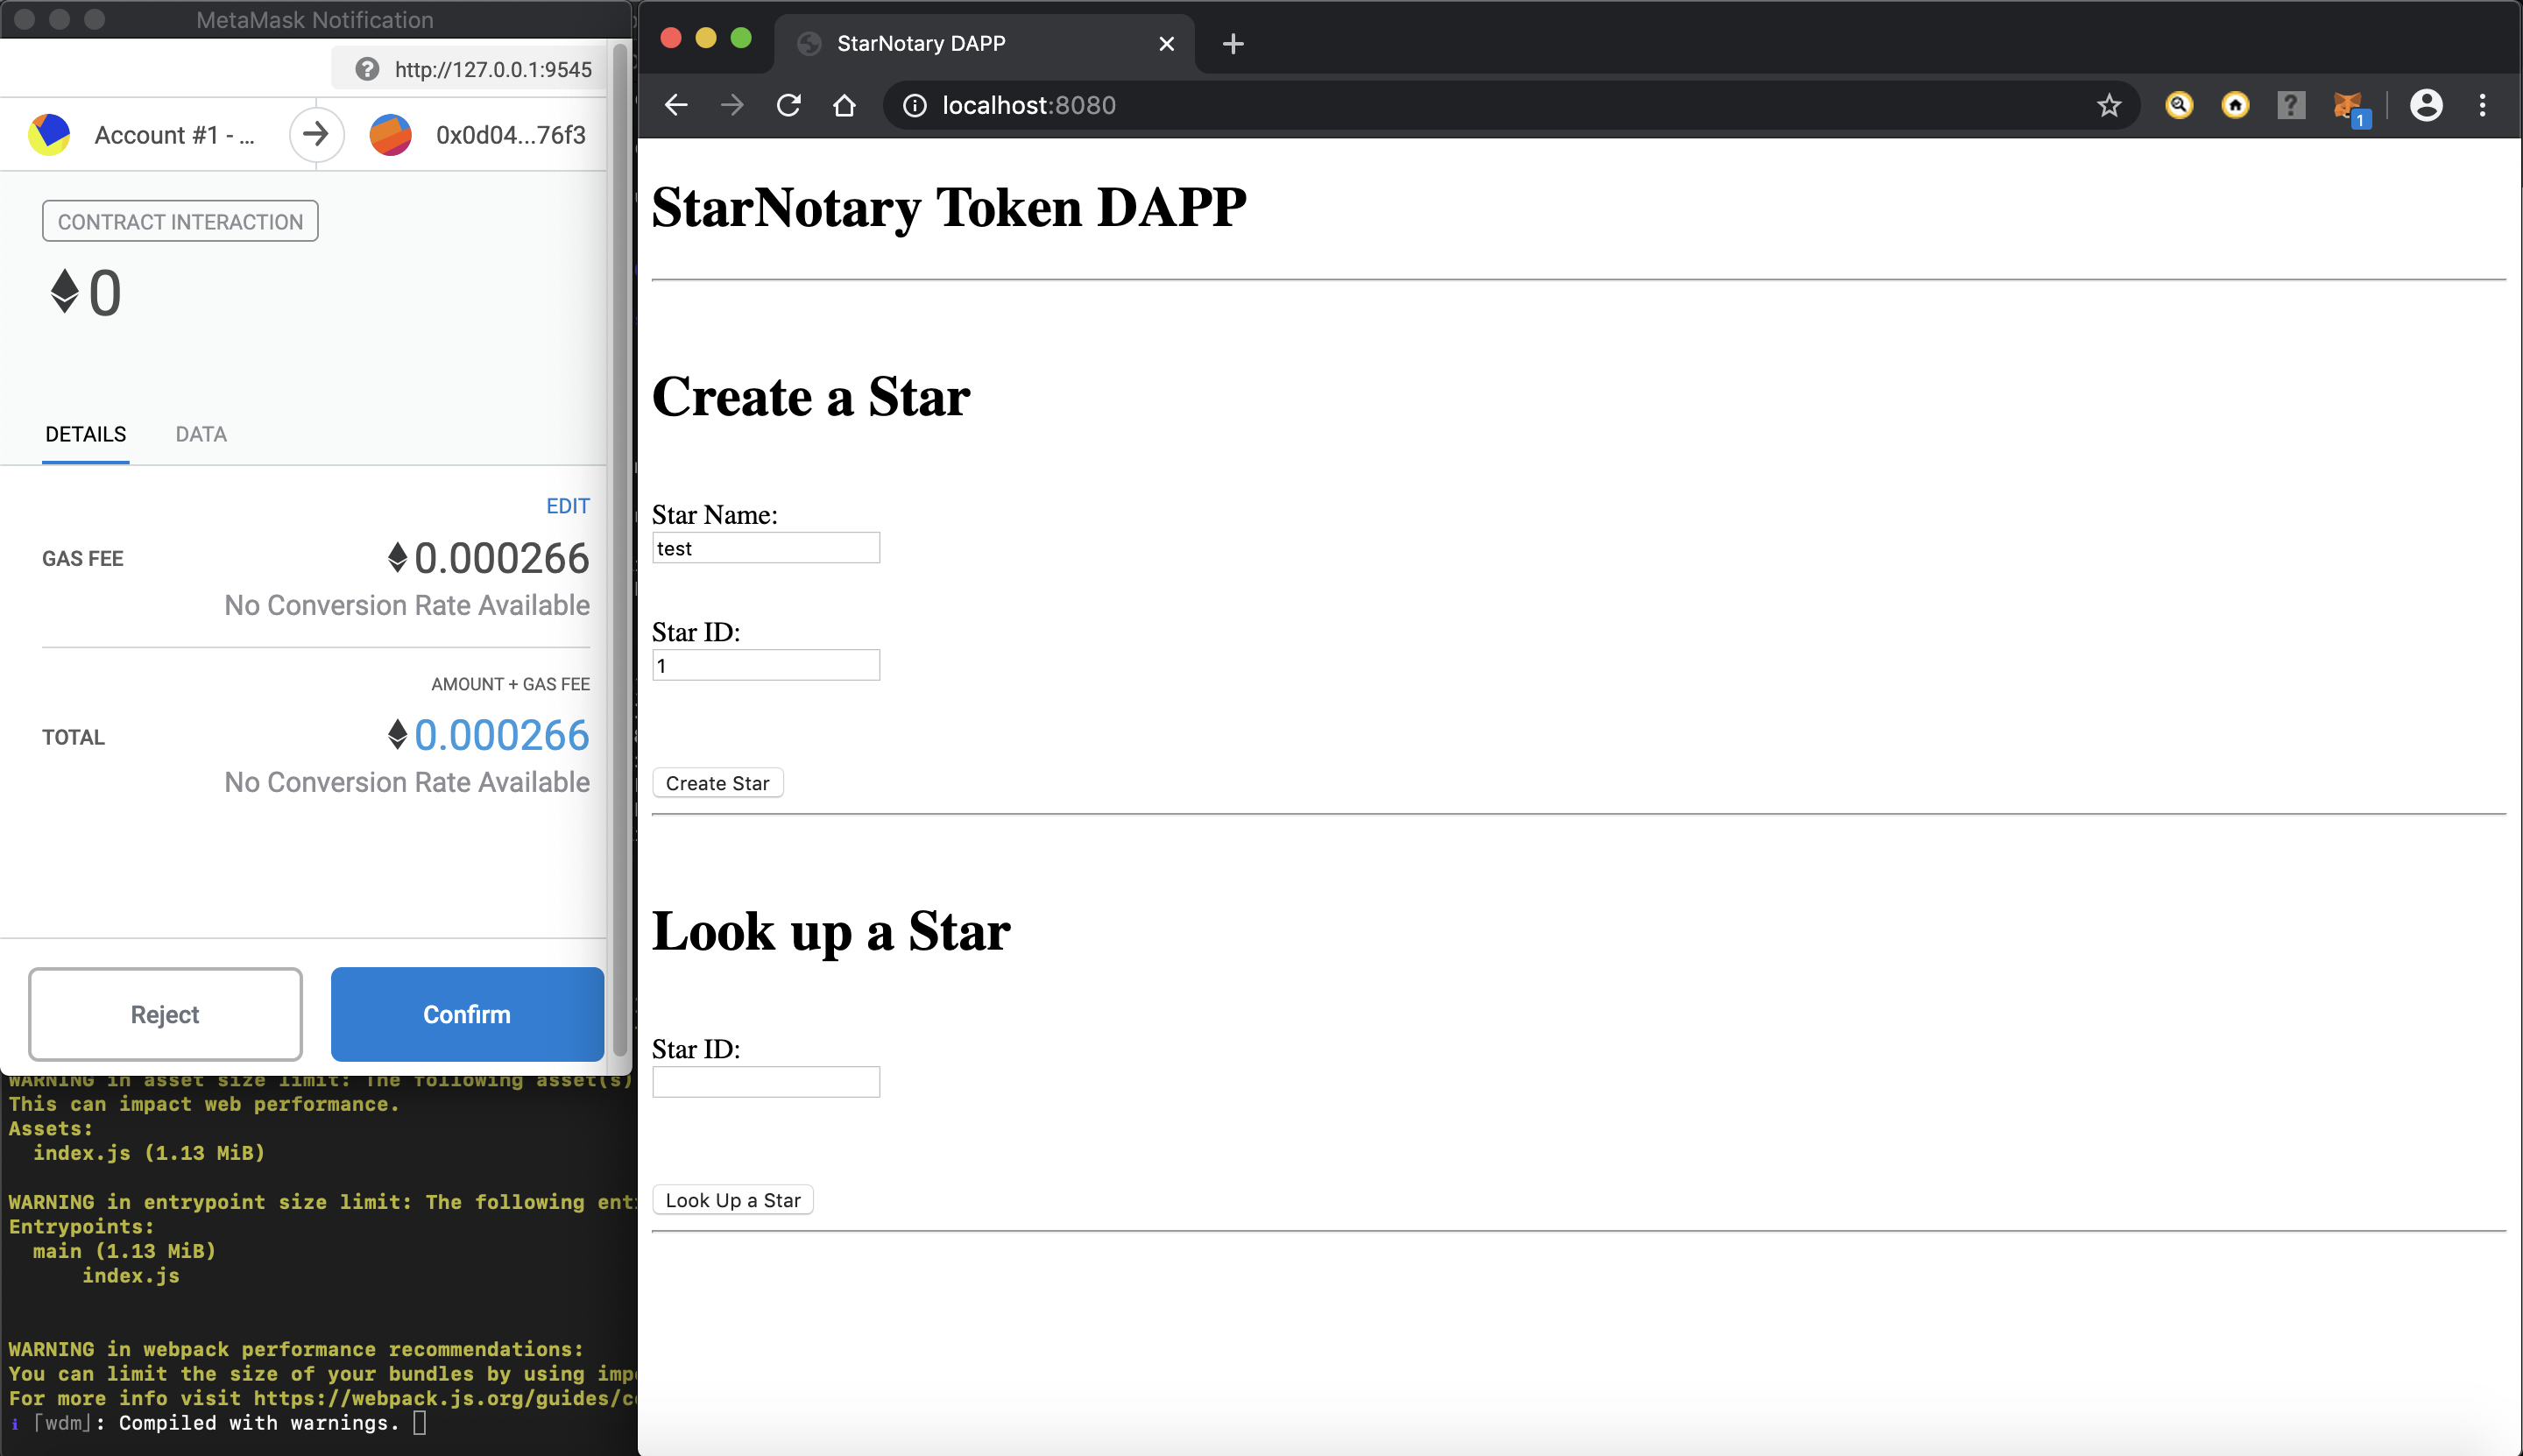 MetaMask Notification
http://127.0.0.1:9545
Account #1 - ...
0x0d04...76f3
CONTRACT INTERACTION
0
DETAILS
DATA
EDIT
GAS FEE
0.000266
No Conversion Rate Available
AMOUNT + GAS FEE
TOTAL
0.000266
No Conversion Rate Available
Reject
Confirm
WARNING in asset size limit: The following asset(s)
This can impact web performance.
Assets:
index.js (1.13 MiB)
WARNING in entrypoint size limit: The following
Entrypoints:
main (1.13 MiB)
index.js
WARNING in webpack performance recommendations:
You can limit the size of your bundles by using
For more info visit https://webpack.js.org/guides/
i ｢wdm｣: Compiled with warnings.
StarNotary DAPP
localhost:8080
1
StarNotary Token DAPP
Create a Star
Star Name:
test
Star ID:
1
Create Star
Look up a Star
Star ID:
Look Up a Star